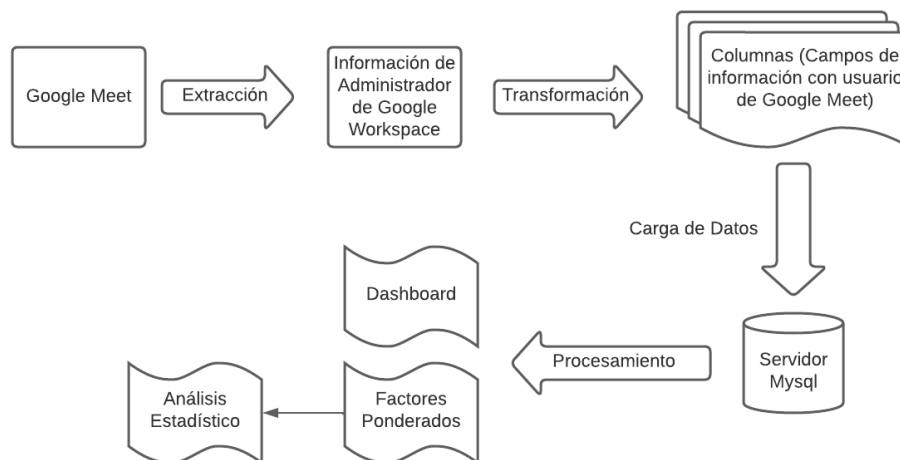 Google Meet
Extracción
Información de
Administrador
de Google
Workspace
Transformación
Columnas (Campos de
información con usuario
de Google Meet)
Carga de Datos
Servidor
Mysql
Procesamiento
Dashboard
Factores
Ponderados
Análisis
Estadístico